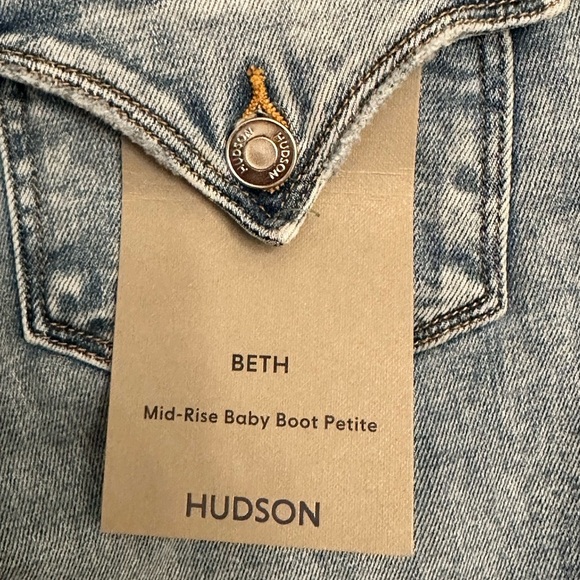 HUDSON HUDSON
BETH
Mid-Rise Baby Boot Petite
HUDSON